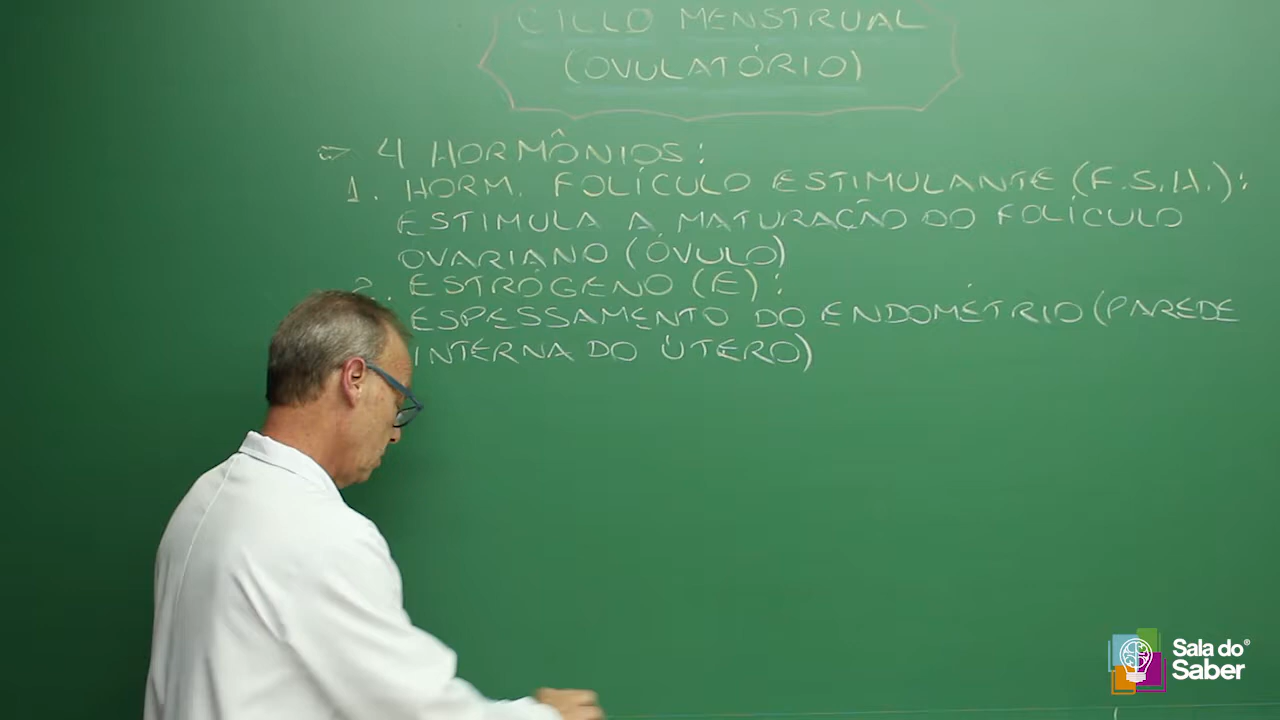 CICLO MENSTRUAL
(OVULATÓRIO)
⇨ 4 HORMÔNIOS:
1. HORM. FOLÍCULO ESTIMULANTE (F.S.H.):
ESTIMULA A MATURAÇÃO DO FOLÍCULO
OVARIANO (ÓVULO)
2. ESTRÓGENO (E):
ESPESSAMENTO DO ENDOMÉTRIO (PAREDE
INTERNA DO ÚTERO)
Sala do®
Saber